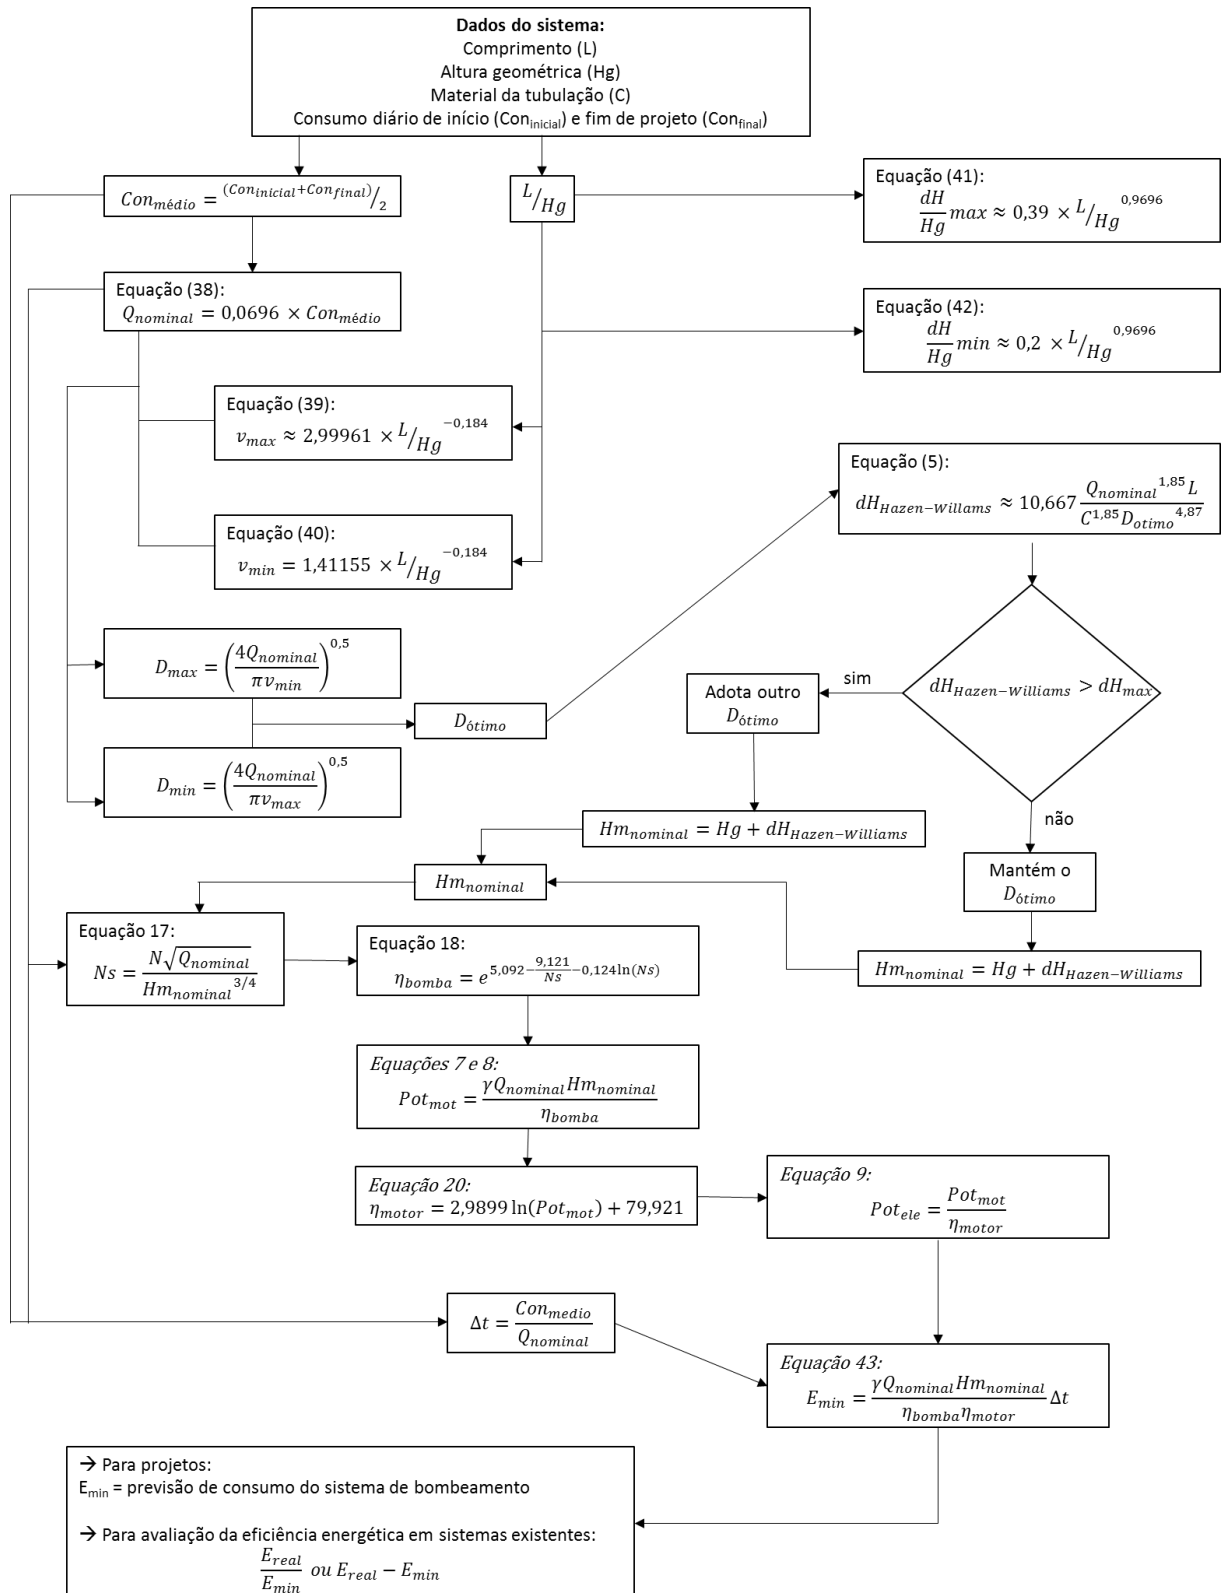 Dados do sistema:
Comprimento (L)
Altura geométrica (Hg)
Material da tubulação (C)
Consumo diário de início (Con_inicial) e fim de projeto (Con_final)
Con_médio = (Con_inicial+Con_final)/2
L/Hg
Equação (41):
dH/Hg max ≈ 0,39 × L/Hg^0,9696
Equação (38):
Q_nominal = 0,0696 × Con_médio
Equação (42):
dH/Hg min ≈ 0,2 × L/Hg^0,9696
Equação (39):
v_max ≈ 2,99961 × L/Hg^−0,184
Equação (5):
dH_Hazen−Willams ≈ 10,667 Q_nominal^1,85 L / C^1,85 D_otimo^4,87
Equação (40):
v_min = 1,41155 × L/Hg^−0,184
D_max = (4Q_nominal/πv_min)^0,5
D_ótimo
D_min = (4Q_nominal/πv_max)^0,5
dH_Hazen−Williams > dH_max
sim
Adota outro
D_ótimo
não
Hm_nominal = Hg + dH_Hazen−Williams
Mantém o
D_ótimo
Hm_nominal
Hm_nominal = Hg + dH_Hazen−Williams
Equação 17:
Ns = N√Q_nominal / Hm_nominal^3/4
Equação 18:
η_bomba = e^5,092−9,121/Ns−0,124ln(Ns)
Equações 7 e 8:
Pot_mot = γQ_nominal Hm_nominal / η_bomba
Equação 20:
η_motor = 2,9899 ln(Pot_mot) + 79,921
Equação 9:
Pot_ele = Pot_mot / η_motor
Δt = Con_medio / Q_nominal
Equação 43:
E_min = γQ_nominal Hm_nominal / η_bomba η_motor Δt
→ Para projetos:
E_min = previsão de consumo do sistema de bombeamento
→ Para avaliação da eficiência energética em sistemas existentes:
E_real/E_min ou E_real − E_min